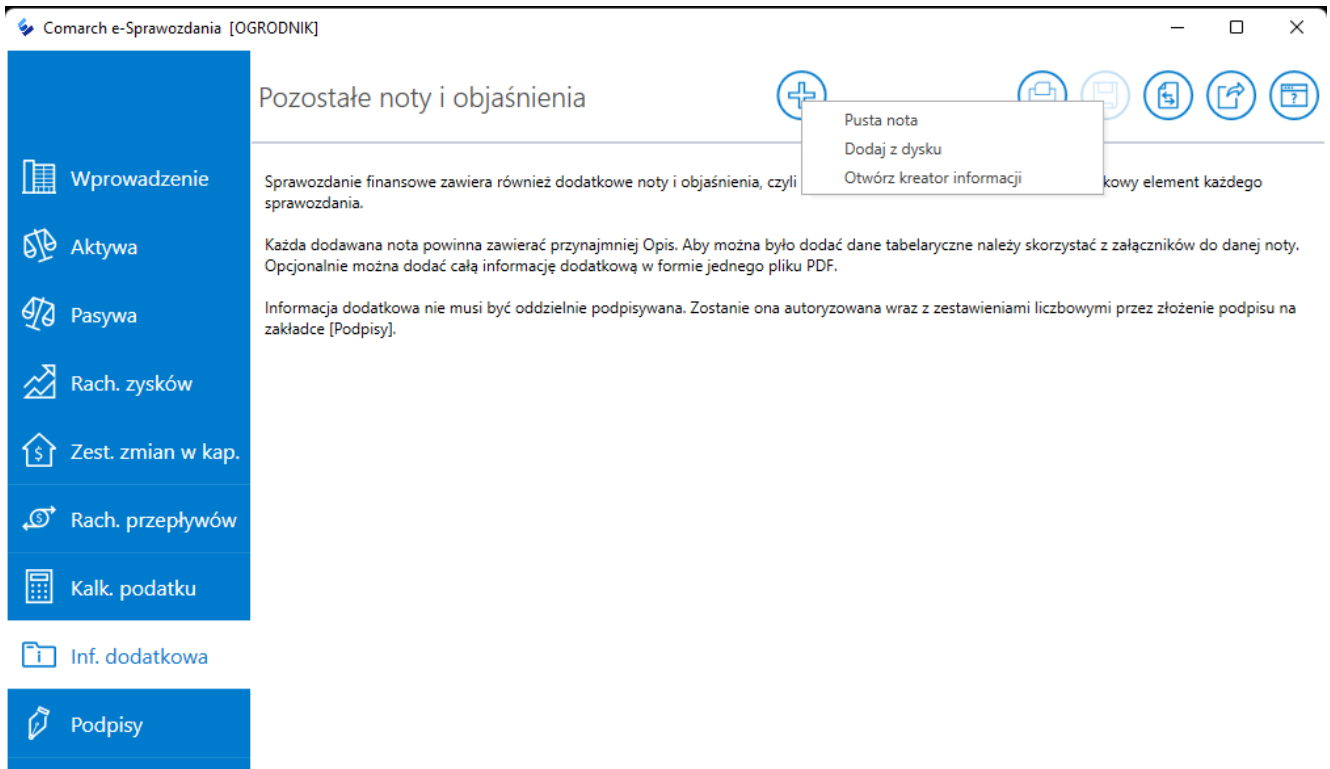 Comarch e-Sprawozdania [OGRODNIK]
Pozostałe noty i objaśnienia
Pusta nota
Dodaj z dysku
Otwórz kreator informacji
Wprowadzenie
Aktywa
Pasywa
Rach. zysków
Zest. zmian w kap.
Rach. przepływów
Kalk. podatku
Inf. dodatkowa
Podpisy
Sprawozdanie finansowe zawiera również dodatkowe noty i objaśnienia, czyli element każdego
sprawozdania.
Każda dodawana nota powinna zawierać przynajmniej Opis. Aby można było dodać dane tabelaryczne należy skorzystać z załączników do danej noty.
Opcjonalnie można dodać całą informację dodatkową w formie jednego pliku PDF.
Informacja dodatkowa nie musi być oddzielnie podpisywana. Zostanie ona autoryzowana wraz z zestawieniami liczbowymi przez złożenie podpisu na
zakładce [Podpisy].